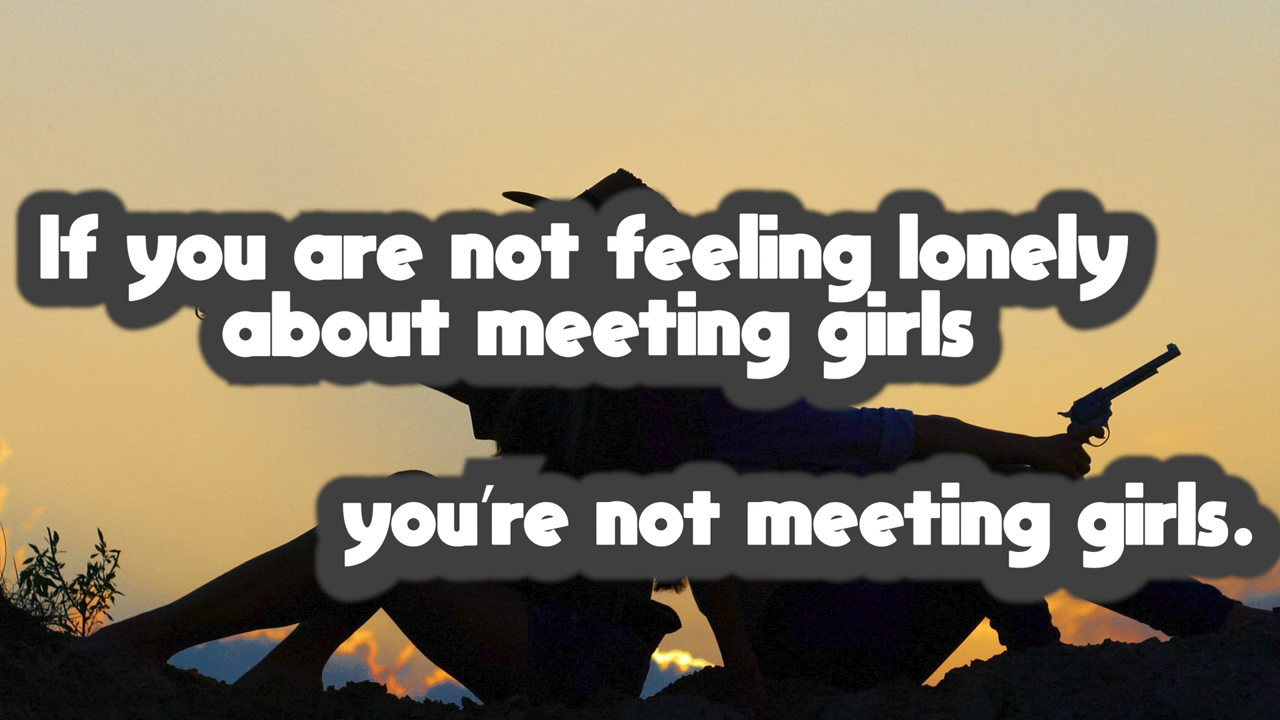 If you are not feeling lonely
about meeting girls
you're not meeting girls.